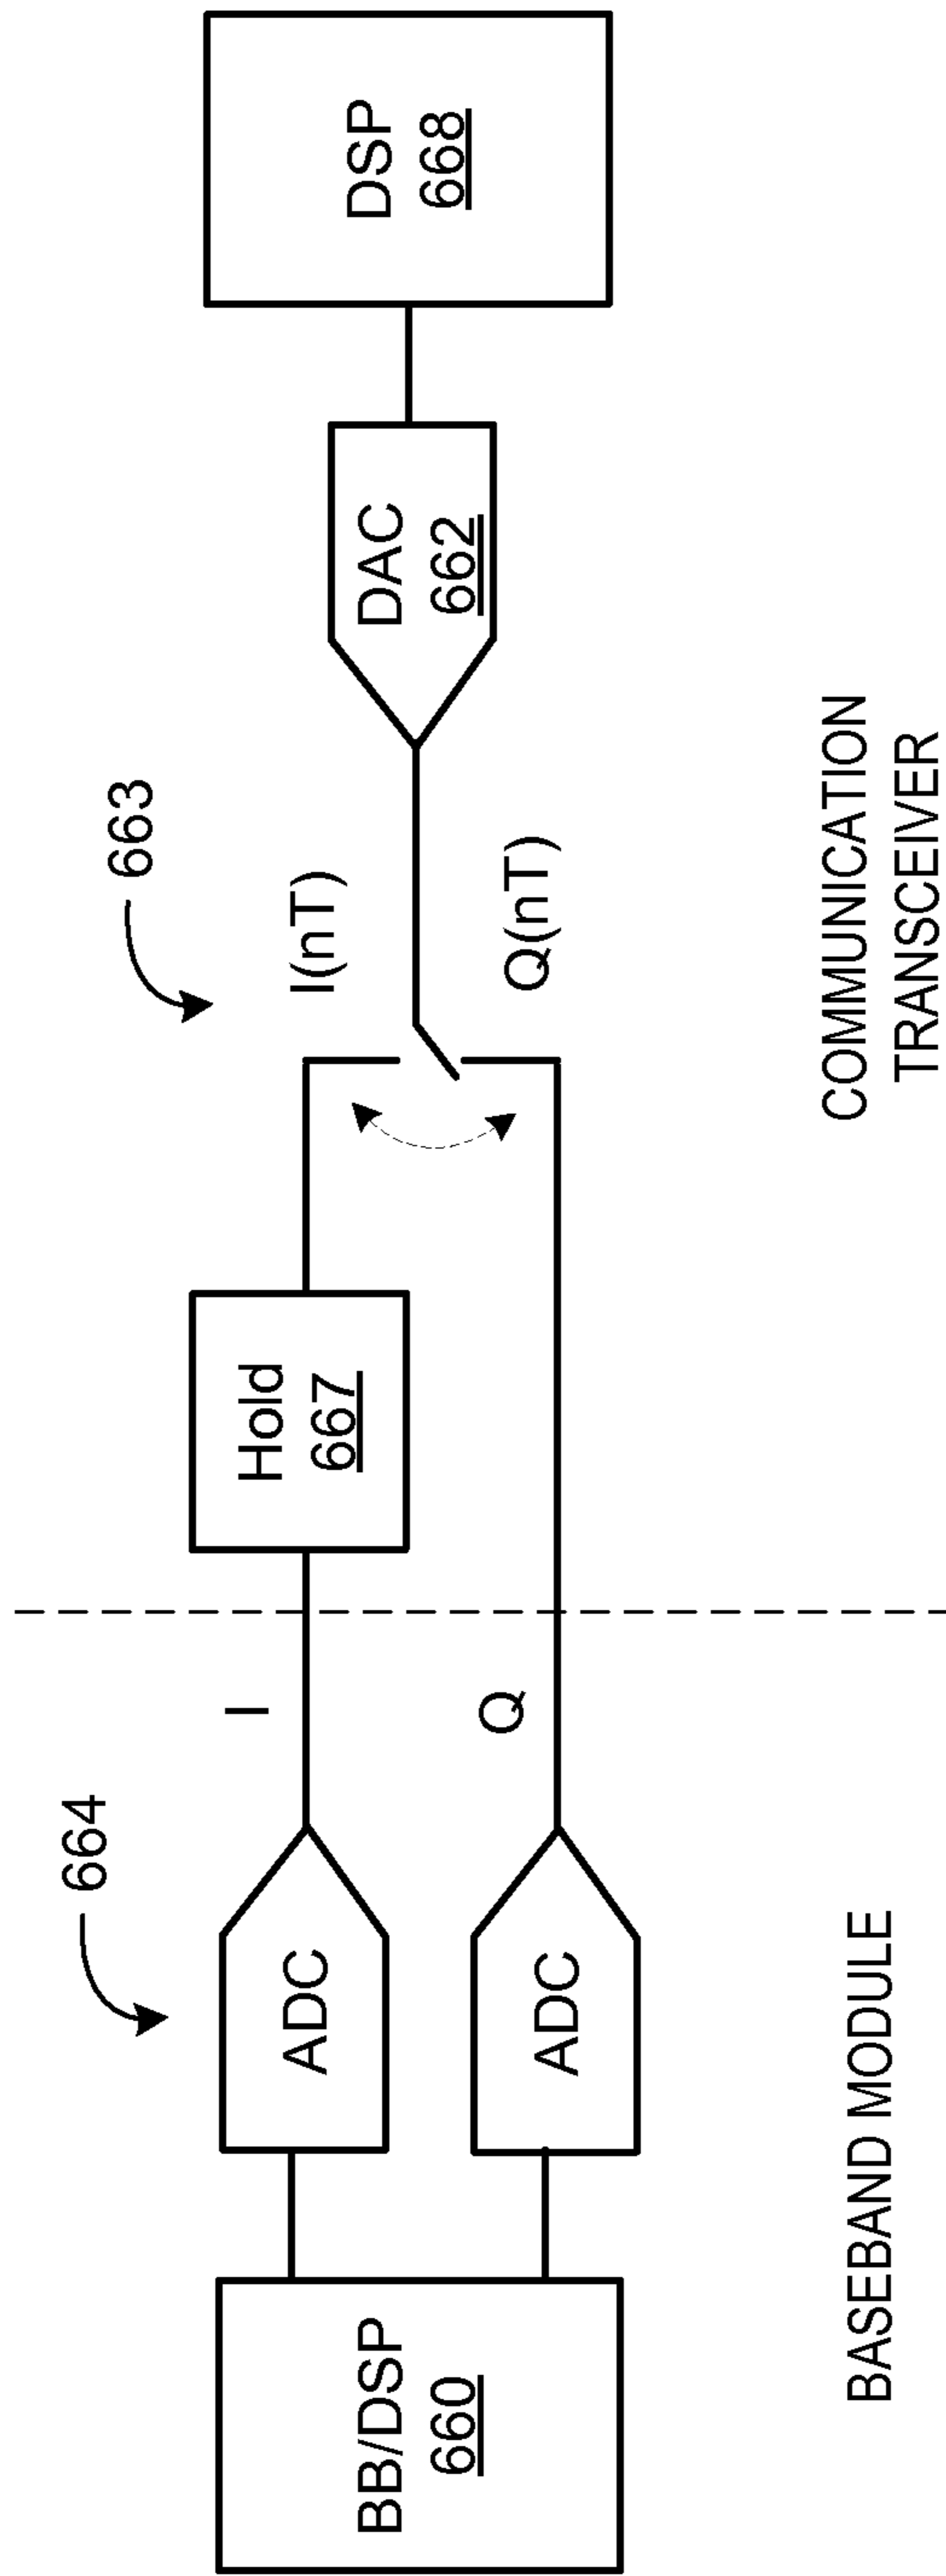 664
663
BB/DSP
660
ADC
ADC
I
Q
Hold
667
I(nT)
Q(nT)
DAC
662
DSP
668
BASEBAND MODULE
COMMUNICATION
TRANSCEIVER